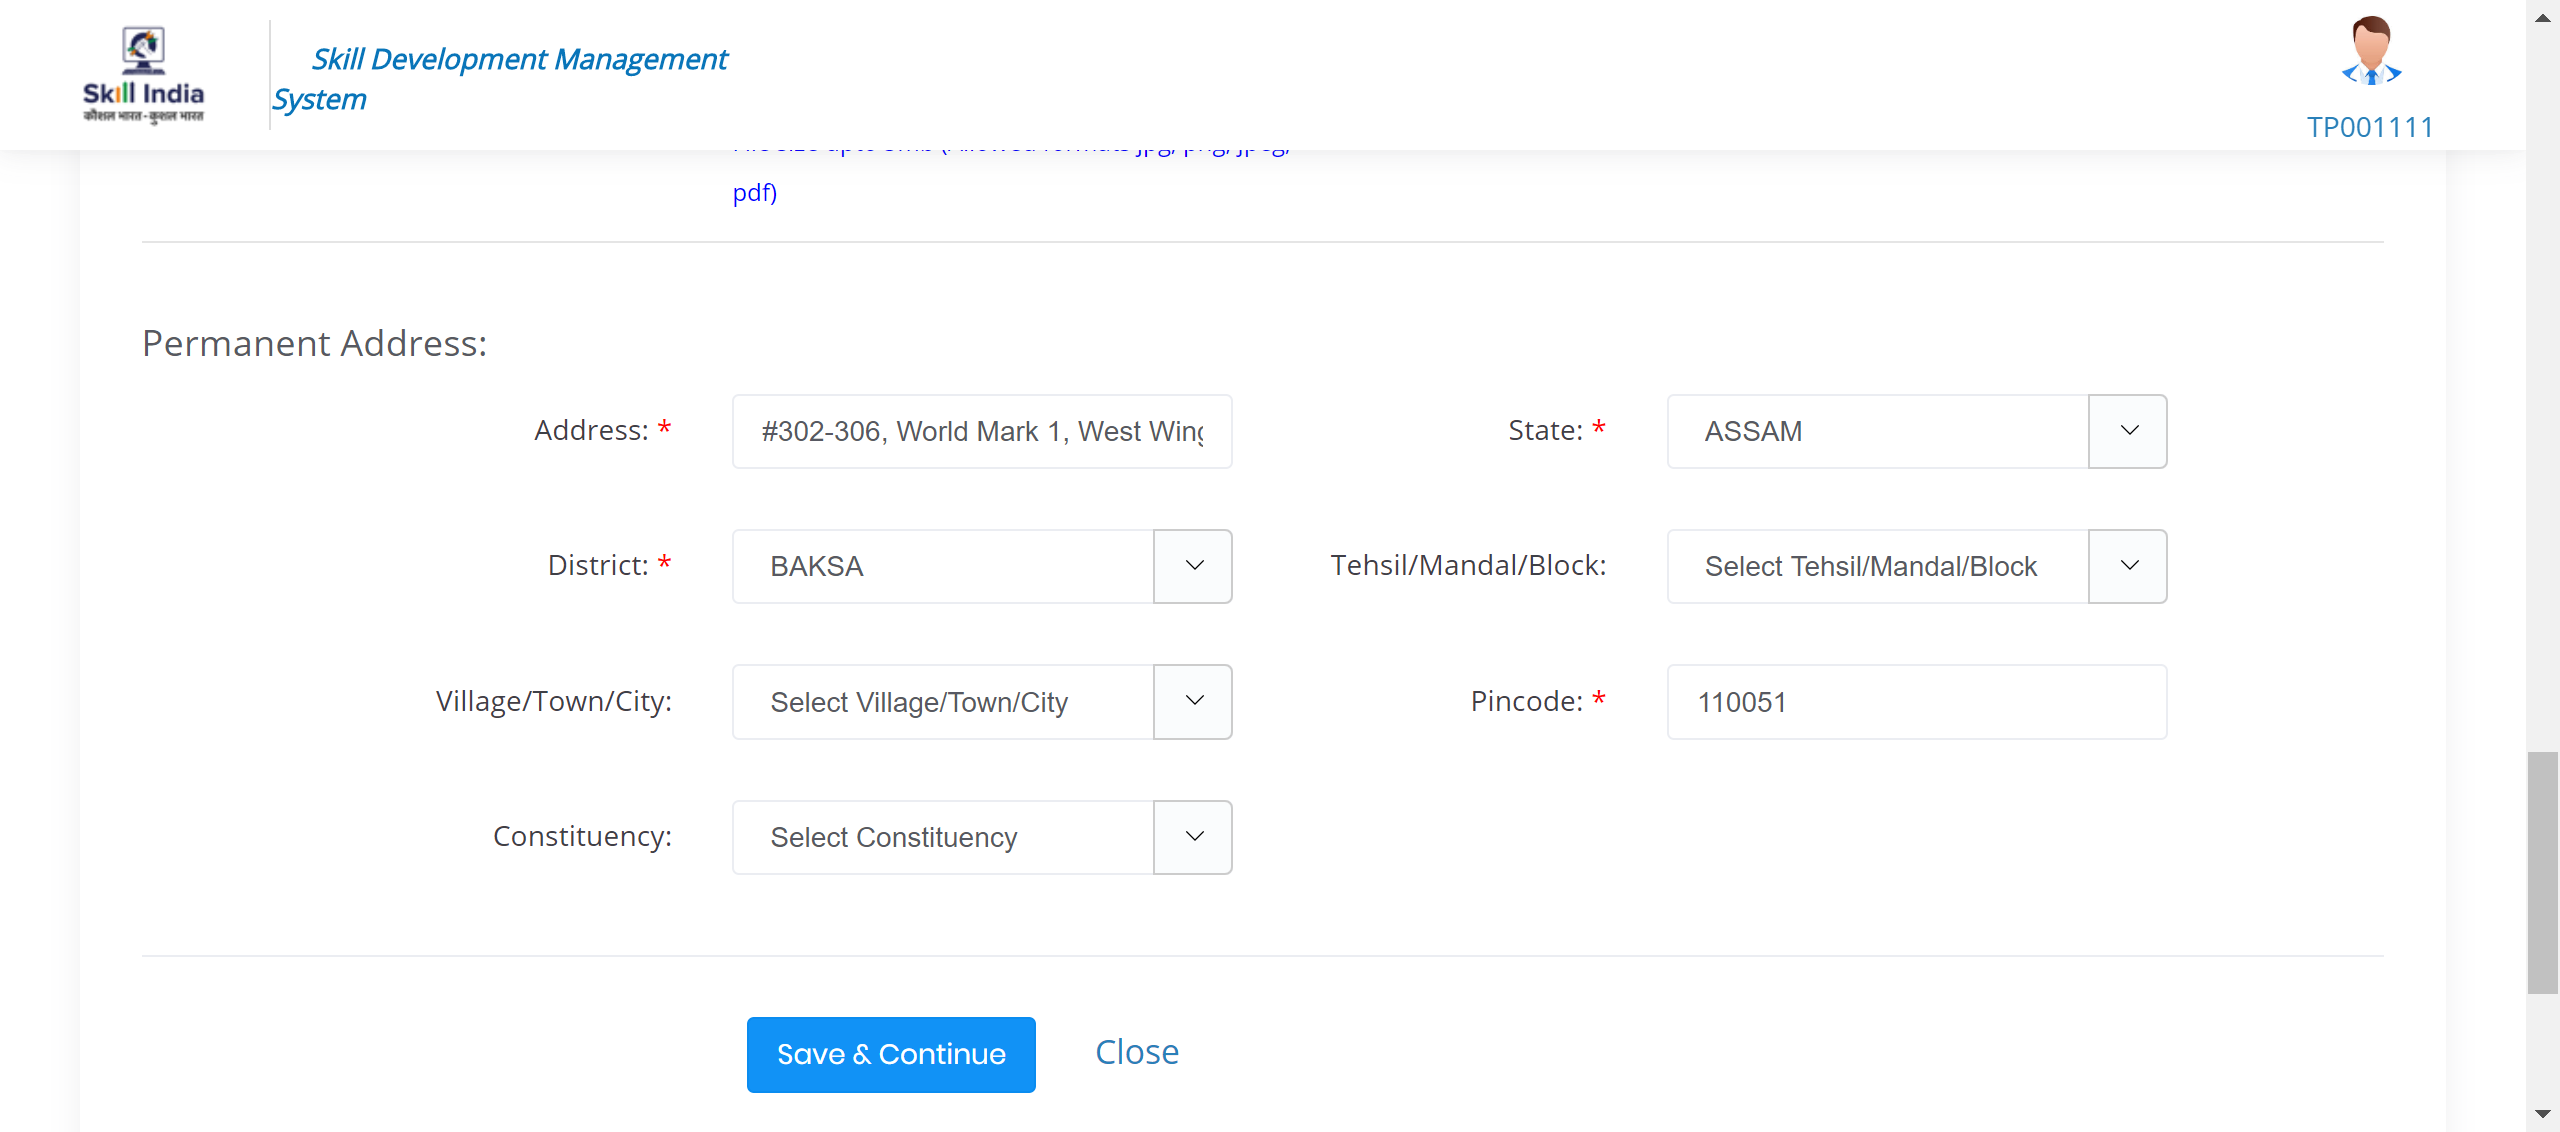 Skill India
कौशल भारत - कुशल भारत
Skill Development Management
System
TP001111
pdf)
Permanent Address:
Address: *
#302-306, World Mark 1, West Wing
State: *
ASSAM
District: *
BAKSA
Tehsil/Mandal/Block:
Select Tehsil/Mandal/Block
Village/Town/City:
Select Village/Town/City
Pincode: *
110051
Constituency:
Select Constituency
Save & Continue
Close